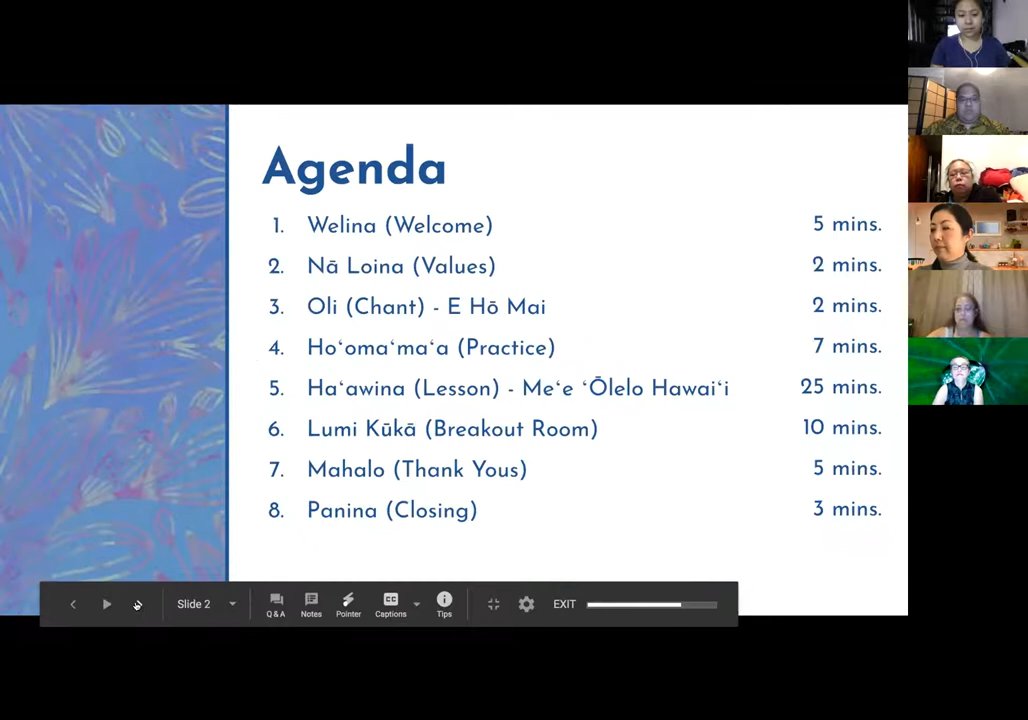 Agenda
1. Welina (Welcome) 5 mins.
2. Nā Loina (Values) 2 mins.
3. Oli (Chant) - E Hō Mai 2 mins.
4. Hoʻomaʻmaʻa (Practice) 7 mins.
5. Haʻawina (Lesson) - Meʻe ʻŌlelo Hawaiʻi 25 mins.
6. Lumi Kūkā (Breakout Room) 10 mins.
7. Mahalo (Thank Yous) 5 mins.
8. Panina (Closing) 3 mins.
Slide 2 Q & A Notes Pointer CC Captions Tips EXIT